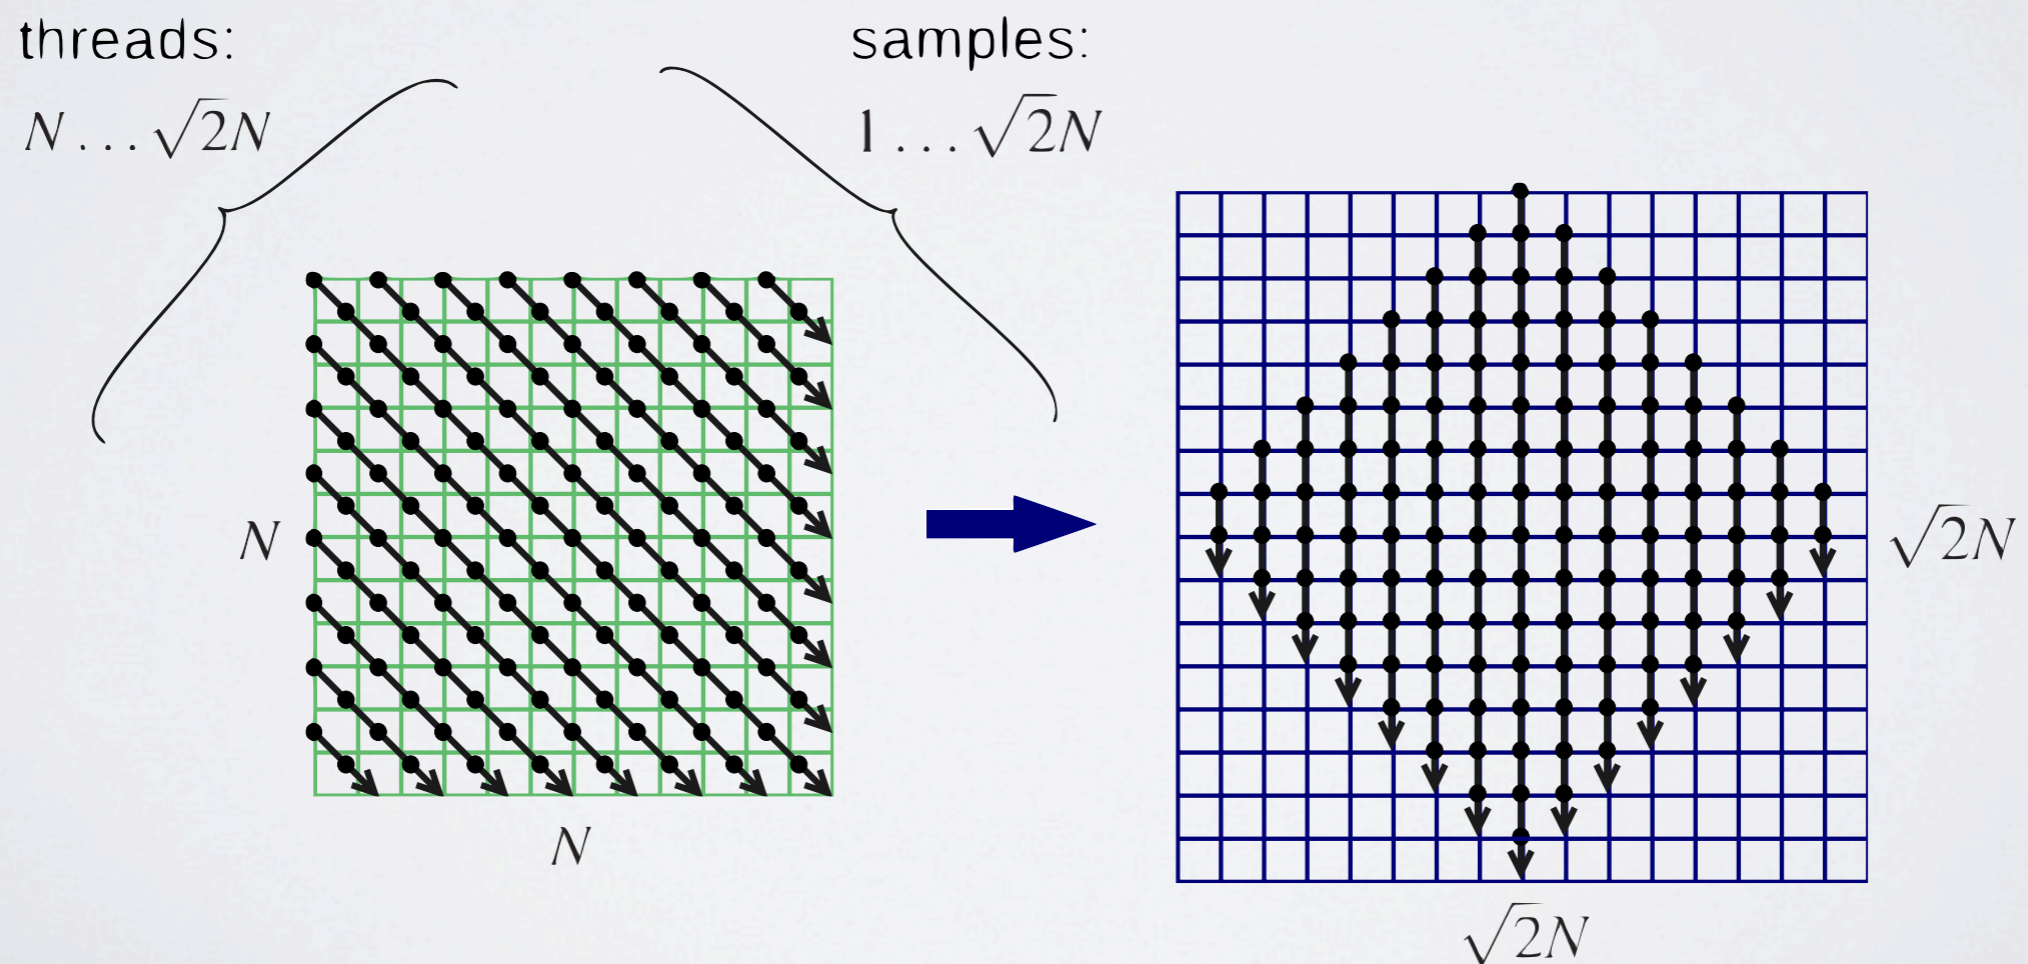 threads:
N . . . √2N
samples:
1 . . . √2N
N
N
√2N
√2N